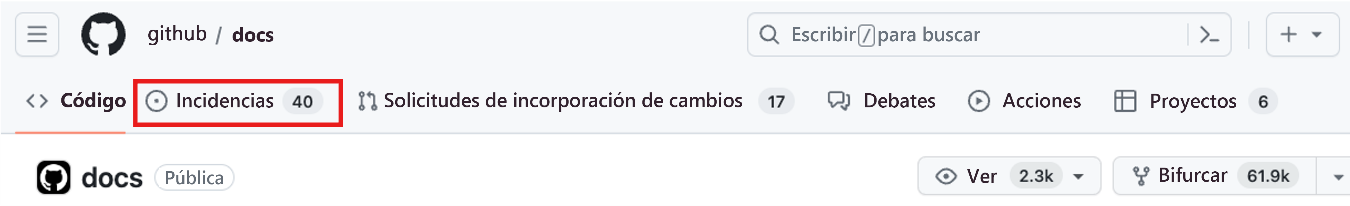 github / docs
Escribir / para buscar
Código
Incidencias 40
Solicitudes de incorporación de cambios 17
Debates
Acciones
Proyectos 6
docs Pública
Ver 2.3k
Bifurcar 61.9k